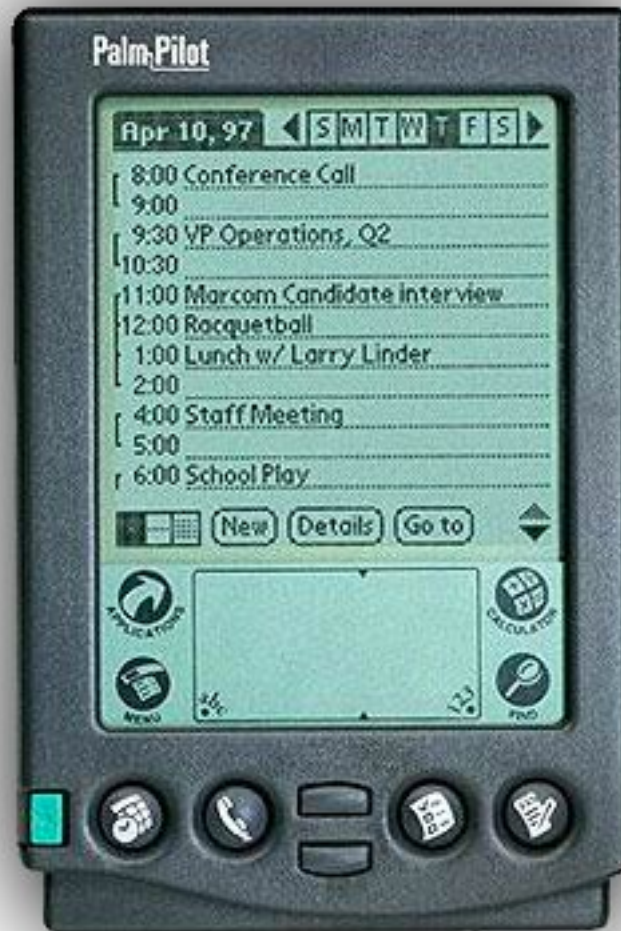 PalmPilot
Apr 10, 97 S M T W T F S
8:00 Conference Call
9:00
9:30 VP Operations, Q2
10:30
11:00 Marcom Candidate interview
12:00 Racquetball
1:00 Lunch w/ Larry Linder
2:00
4:00 Staff Meeting
5:00
6:00 School Play
New Details Go to
APPLICATIONS CALCULATOR
abc 123
MENU FIND